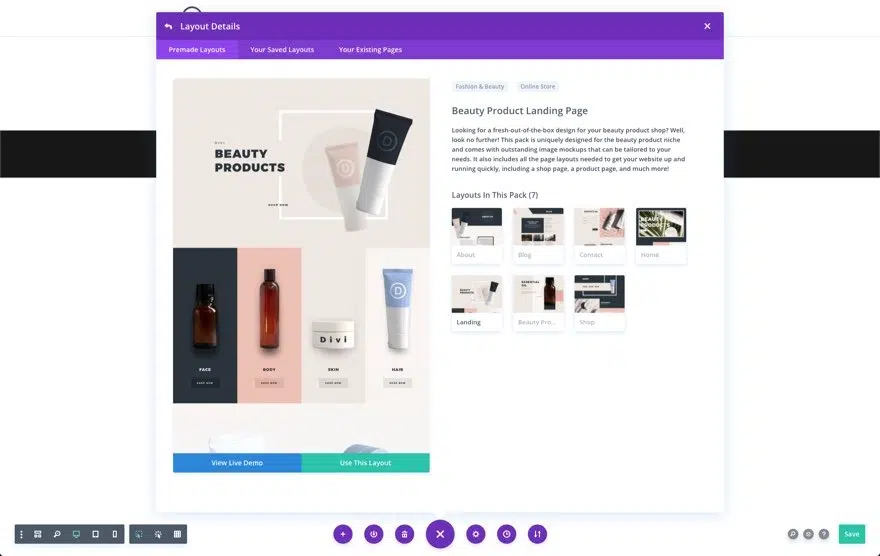 Layout Details
Premade Layouts
Your Saved Layouts
Your Existing Pages
DIVI
BEAUTY
PRODUCTS
SHOP NOW
D
D
D
Divi
FACE
BODY
SKIN
HAIR
SHOP NOW
SHOP NOW
SHOP NOW
SHOP NOW
View Live Demo
Use This Layout
Fashion & Beauty
Online Store
Beauty Product Landing Page
Looking for a fresh-out-of-the-box design for your beauty product shop? Well,
look no further! This pack is uniquely designed for the beauty product niche
and comes with outstanding image mockups that can be tailored to your
needs. It also includes all the page layouts needed to get your website up and
running quickly, including a shop page, a product page, and much more!
Layouts In This Pack (7)
About
Blog
Contact
BEAUTY
PRODUCTS
Home
BEAUTY
PRODUCTS
Landing
ESSENTIAL
OIL
Beauty Pro...
Shop
Save